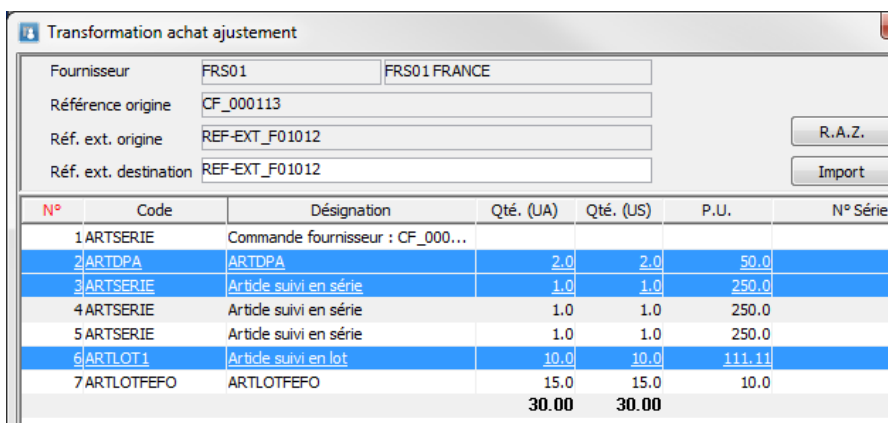 Transformation achat ajustement
Fournisseur FRS01 FRS01 FRANCE
Référence origine CF_000113
Réf. ext. origine REF-EXT_F01012
R.A.Z.
Réf. ext. destination REF-EXT_F01012
Import
N° Code Désignation Qté. (UA) Qté. (US) P.U. N° Série
1 ARTSERIE Commande fournisseur : CF_000...
2 ARTDPA ARTDPA 2.0 2.0 50.0
3 ARTSERIE Article suivi en série 1.0 1.0 250.0
4 ARTSERIE Article suivi en série 1.0 1.0 250.0
5 ARTSERIE Article suivi en série 1.0 1.0 250.0
6 ARTLOT1 Article suivi en lot 10.0 10.0 111.11
7 ARTLOTFEFO ARTLOTFEFO 15.0 15.0 10.0
30.00 30.00